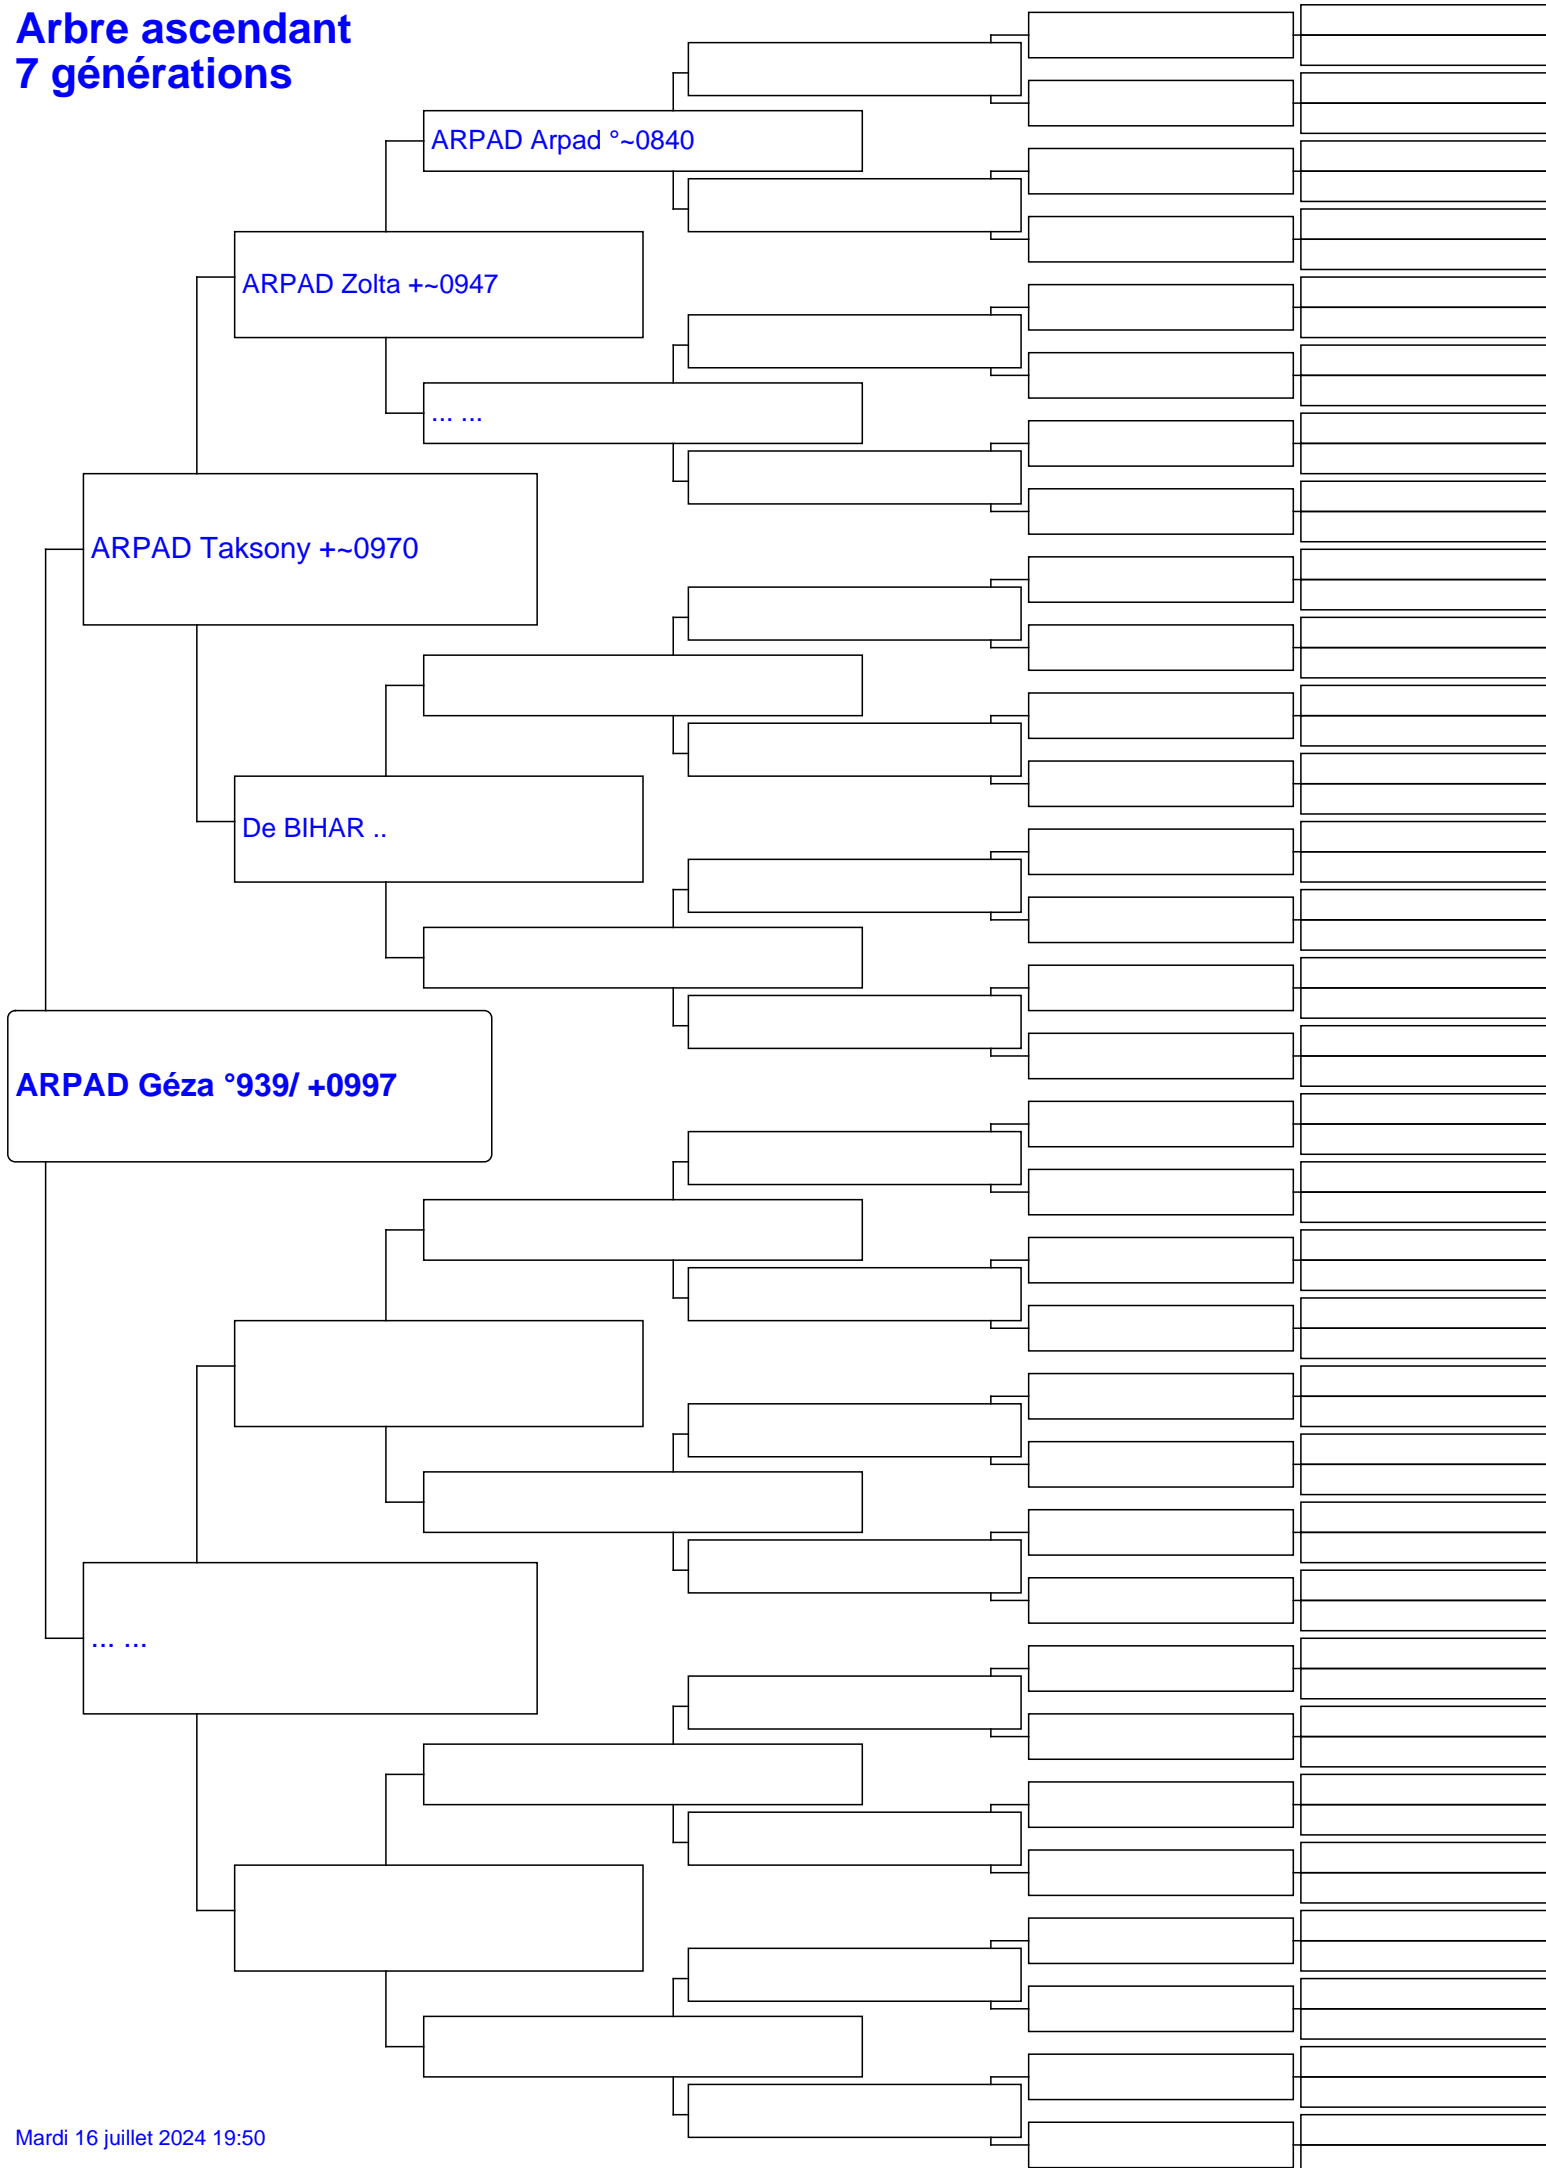 Arbre ascendant
7 générations
ARPAD Arpad °~0840
ARPAD Zolta +~0947
... ...
ARPAD Taksony +~0970
De BIHAR ..
ARPAD Géza °939/ +0997
... ...
Mardi 16 juillet 2024 19:50